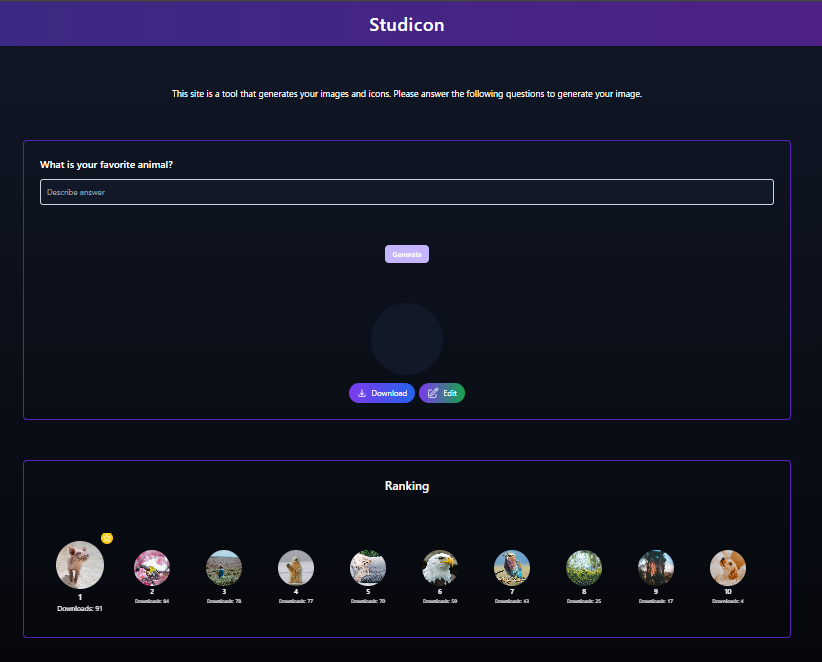 Studicon
This site is a tool that generates your images and icons. Please answer the following questions to generate your image.
What is your favorite animal?
Describe answer
Generate
Download Edit
Ranking
1 2 3 4 5 6 7 8 9 10
Downloads: 91 Downloads: 84 Downloads: 78 Downloads: 77 Downloads: 70 Downloads: 59 Downloads: 43 Downloads: 25 Downloads: 17 Downloads: 4